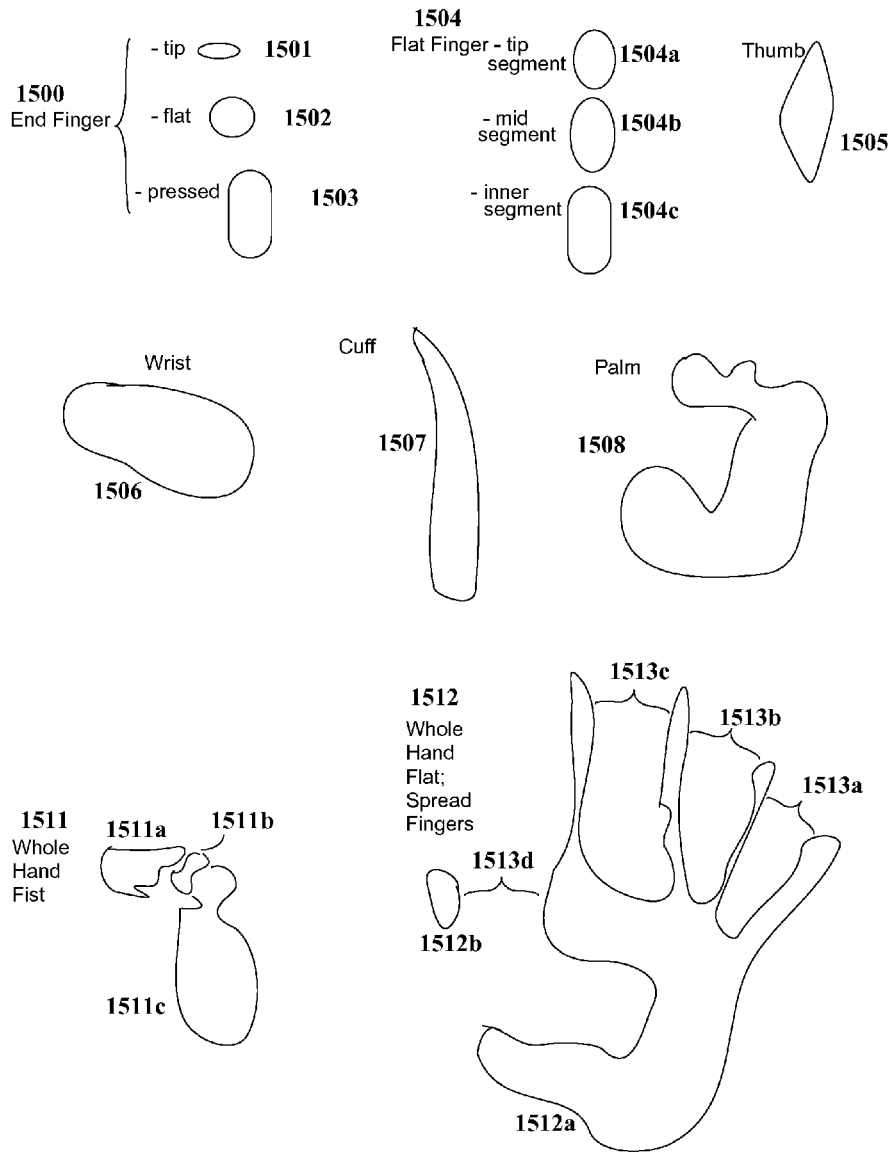 1500
End Finger
- tip
1501
- flat
1502
- pressed
1503
1504
Flat Finger - tip
segment
1504a
- mid
segment
1504b
- inner
segment
1504c
Thumb
1505
Wrist
1506
Cuff
1507
Palm
1508
1511
Whole
Hand
Fist
1511a
1511b
1511c
1512
Whole
Hand
Flat;
Spread
Fingers
1513c
1513b
1513a
1513d
1512b
1512a